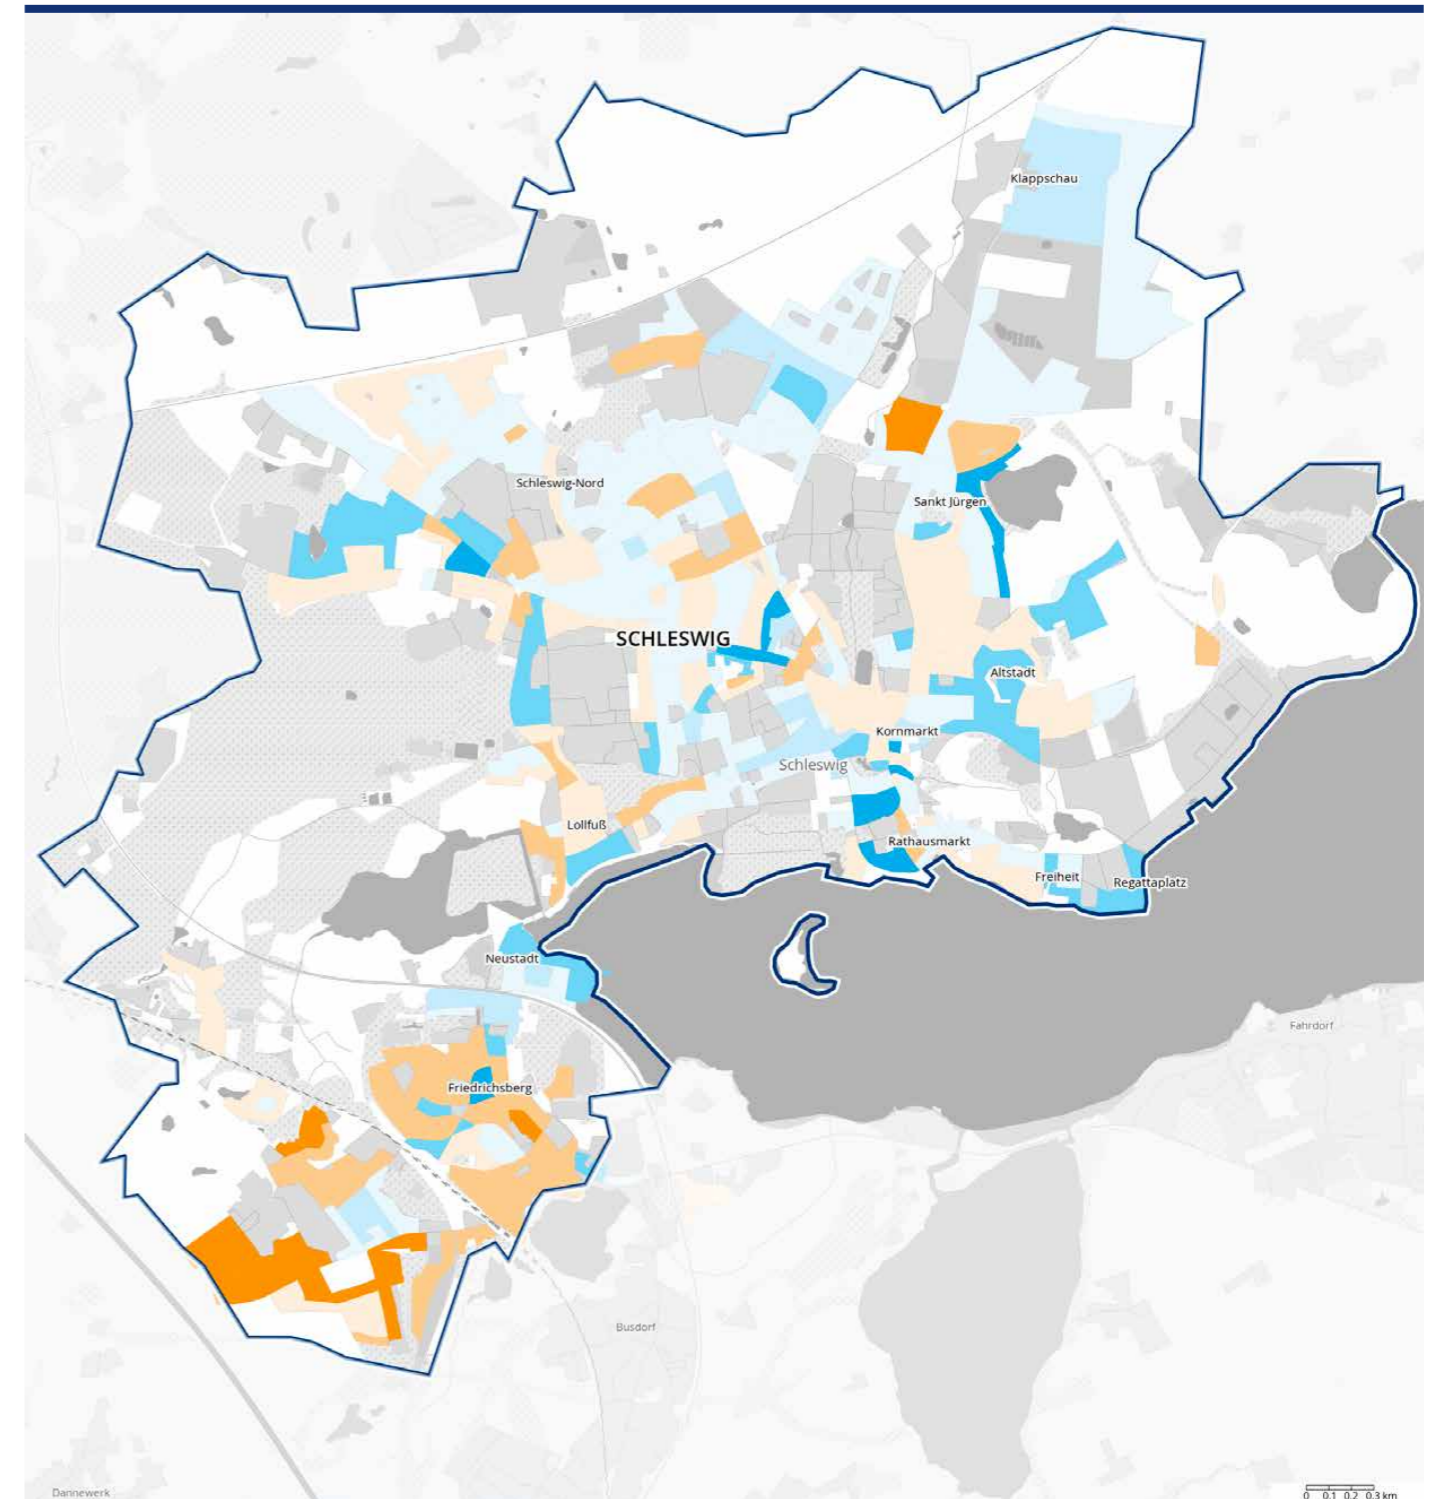 Klappschau
Schleswig-Nord
Sankt Jürgen
SCHLESWIG
Altstadt
Kornmarkt
Schleswig
Lollfuß
Rathausmarkt
Freiheit
Regattaplatz
Neustadt
Fahrdorf
Friedrichsberg
Busdorf
Dannewerk
0 0.1 0.2 0.3 km